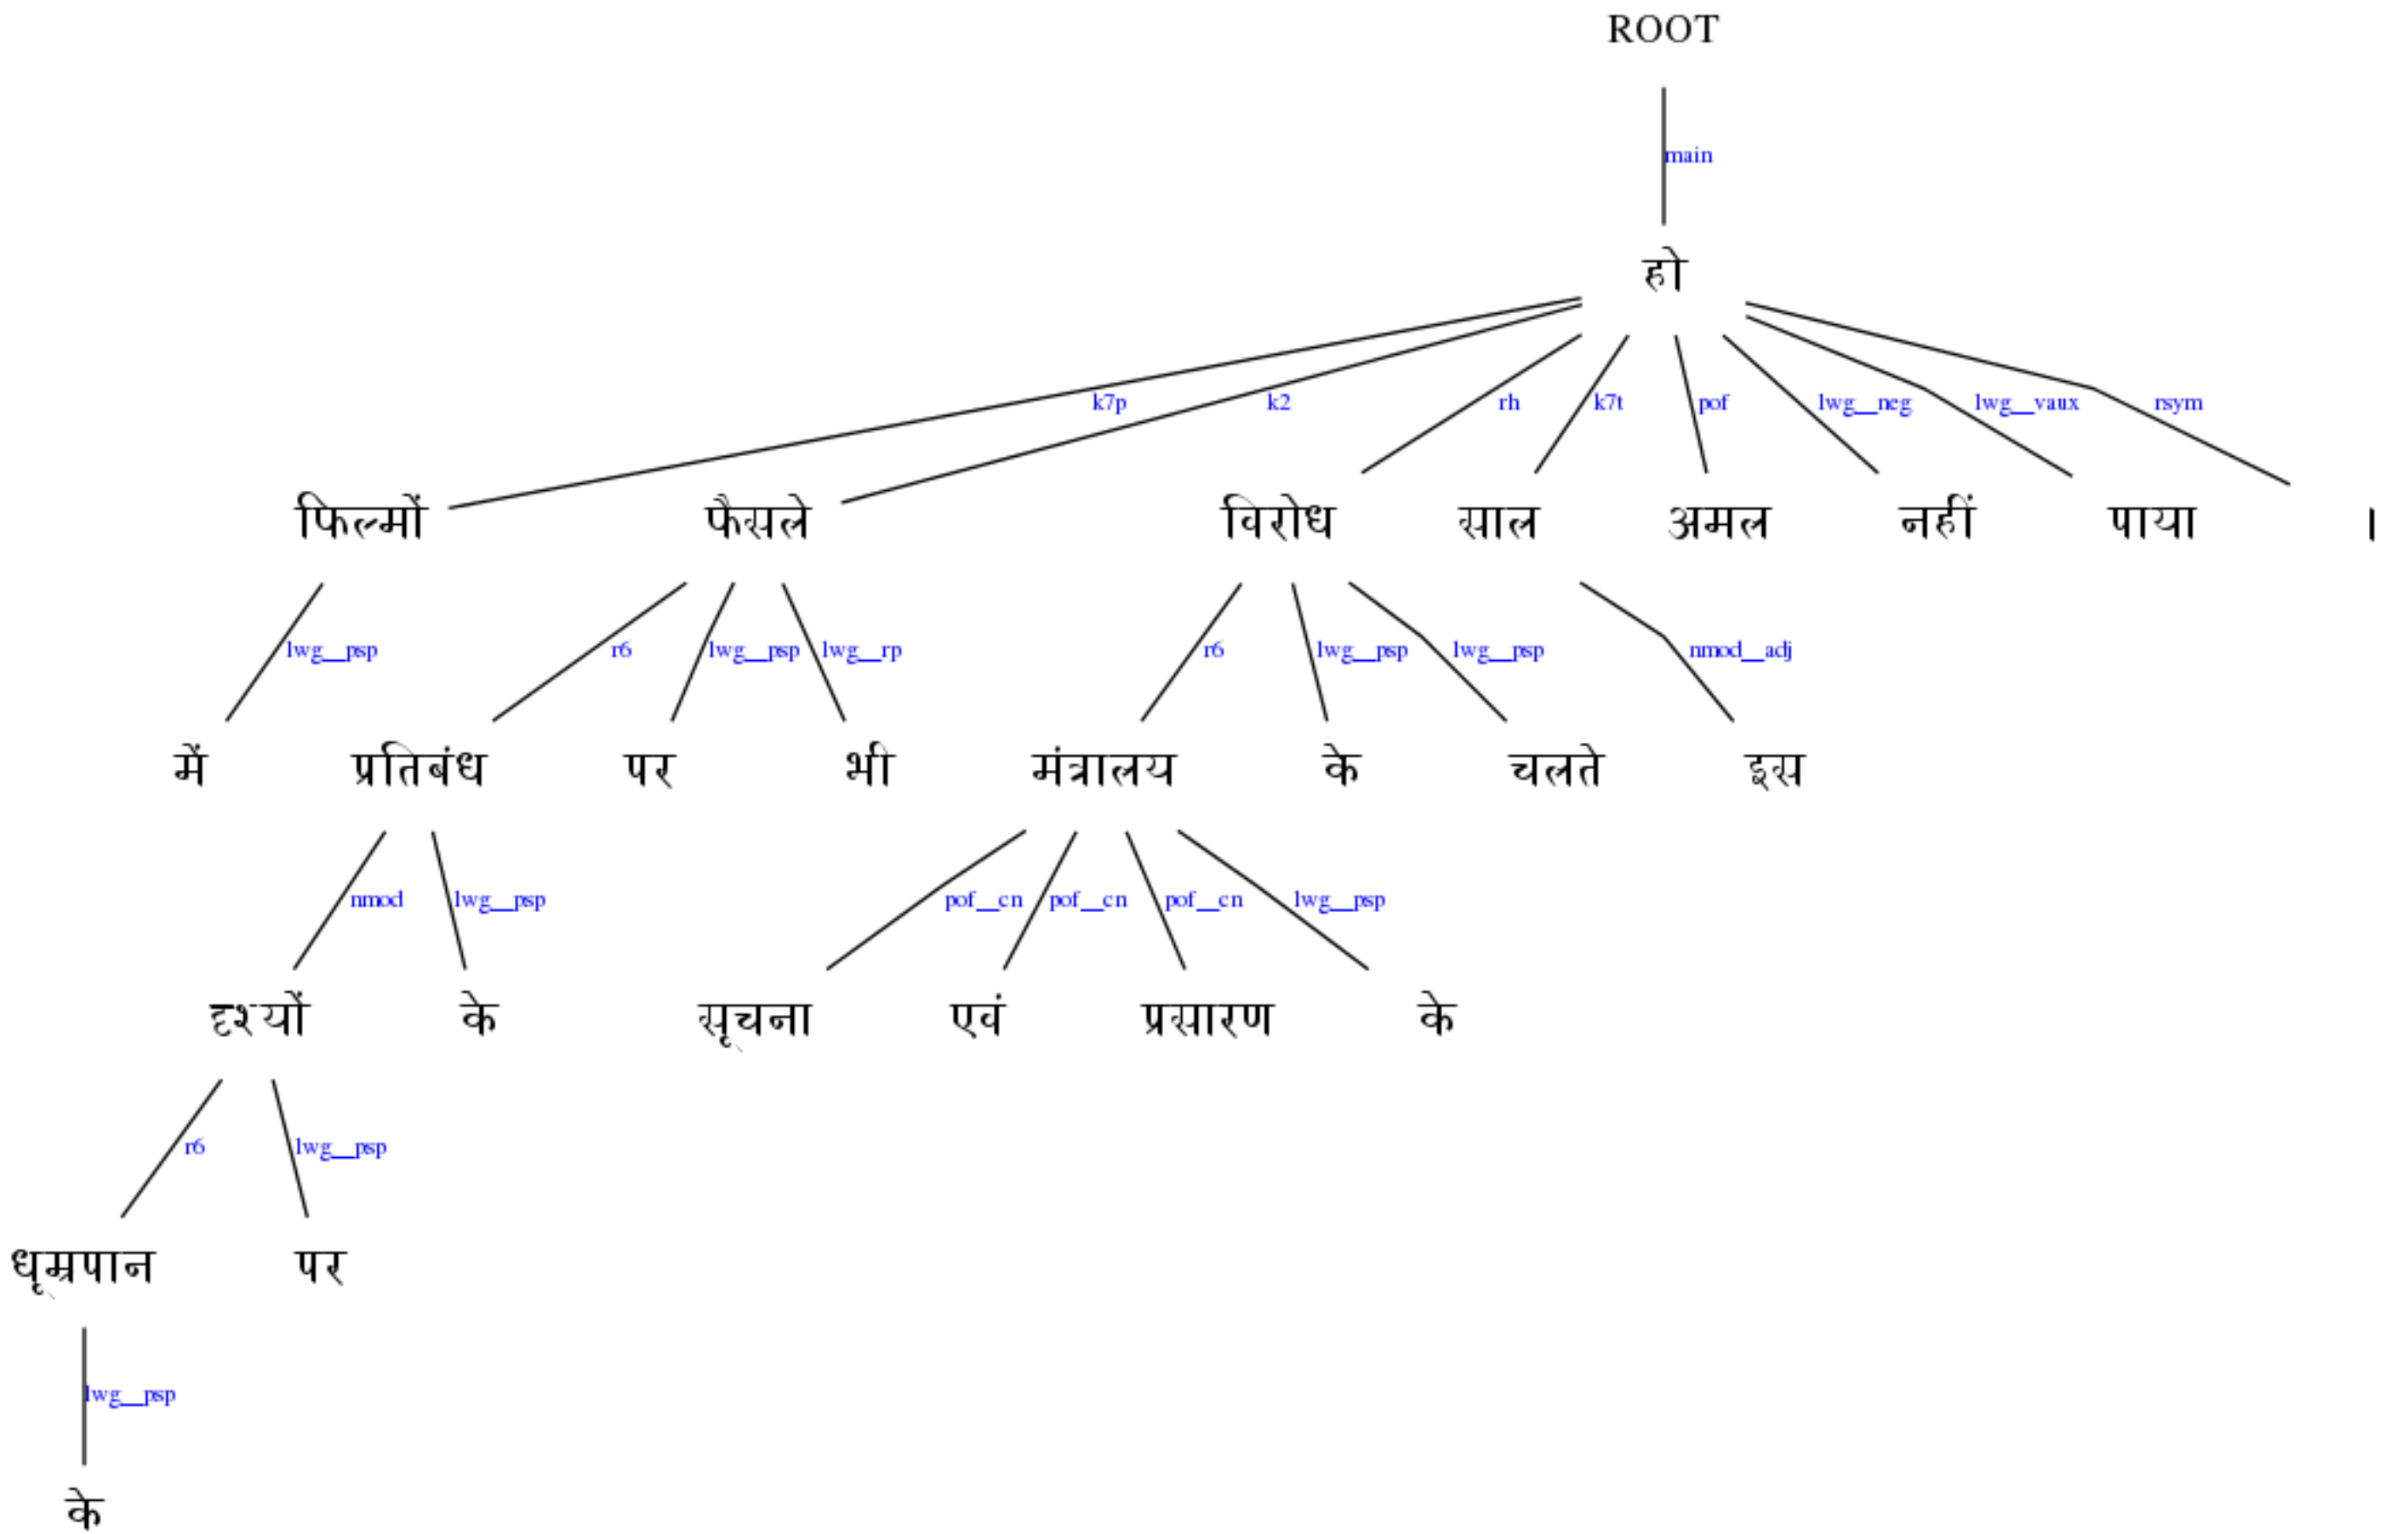 ROOT
main
हो
k7p k2 rh k7t pof lwg__neg lwg__vaux rsym
फिल्मों फैसले विरोध साल अमल नहीं पाया ।
lwg__psp r6 lwg__psp lwg__rp r6 lwg__psp lwg__psp nmod__adj
में प्रतिबंध पर भी मंत्रालय के चलते इस
nmod lwg__psp pof__cn pof__cn pof__cn lwg__psp
दृश्यों के सूचना एवं प्रसारण के
r6 lwg__psp
धूम्रपान पर
lwg__psp
के